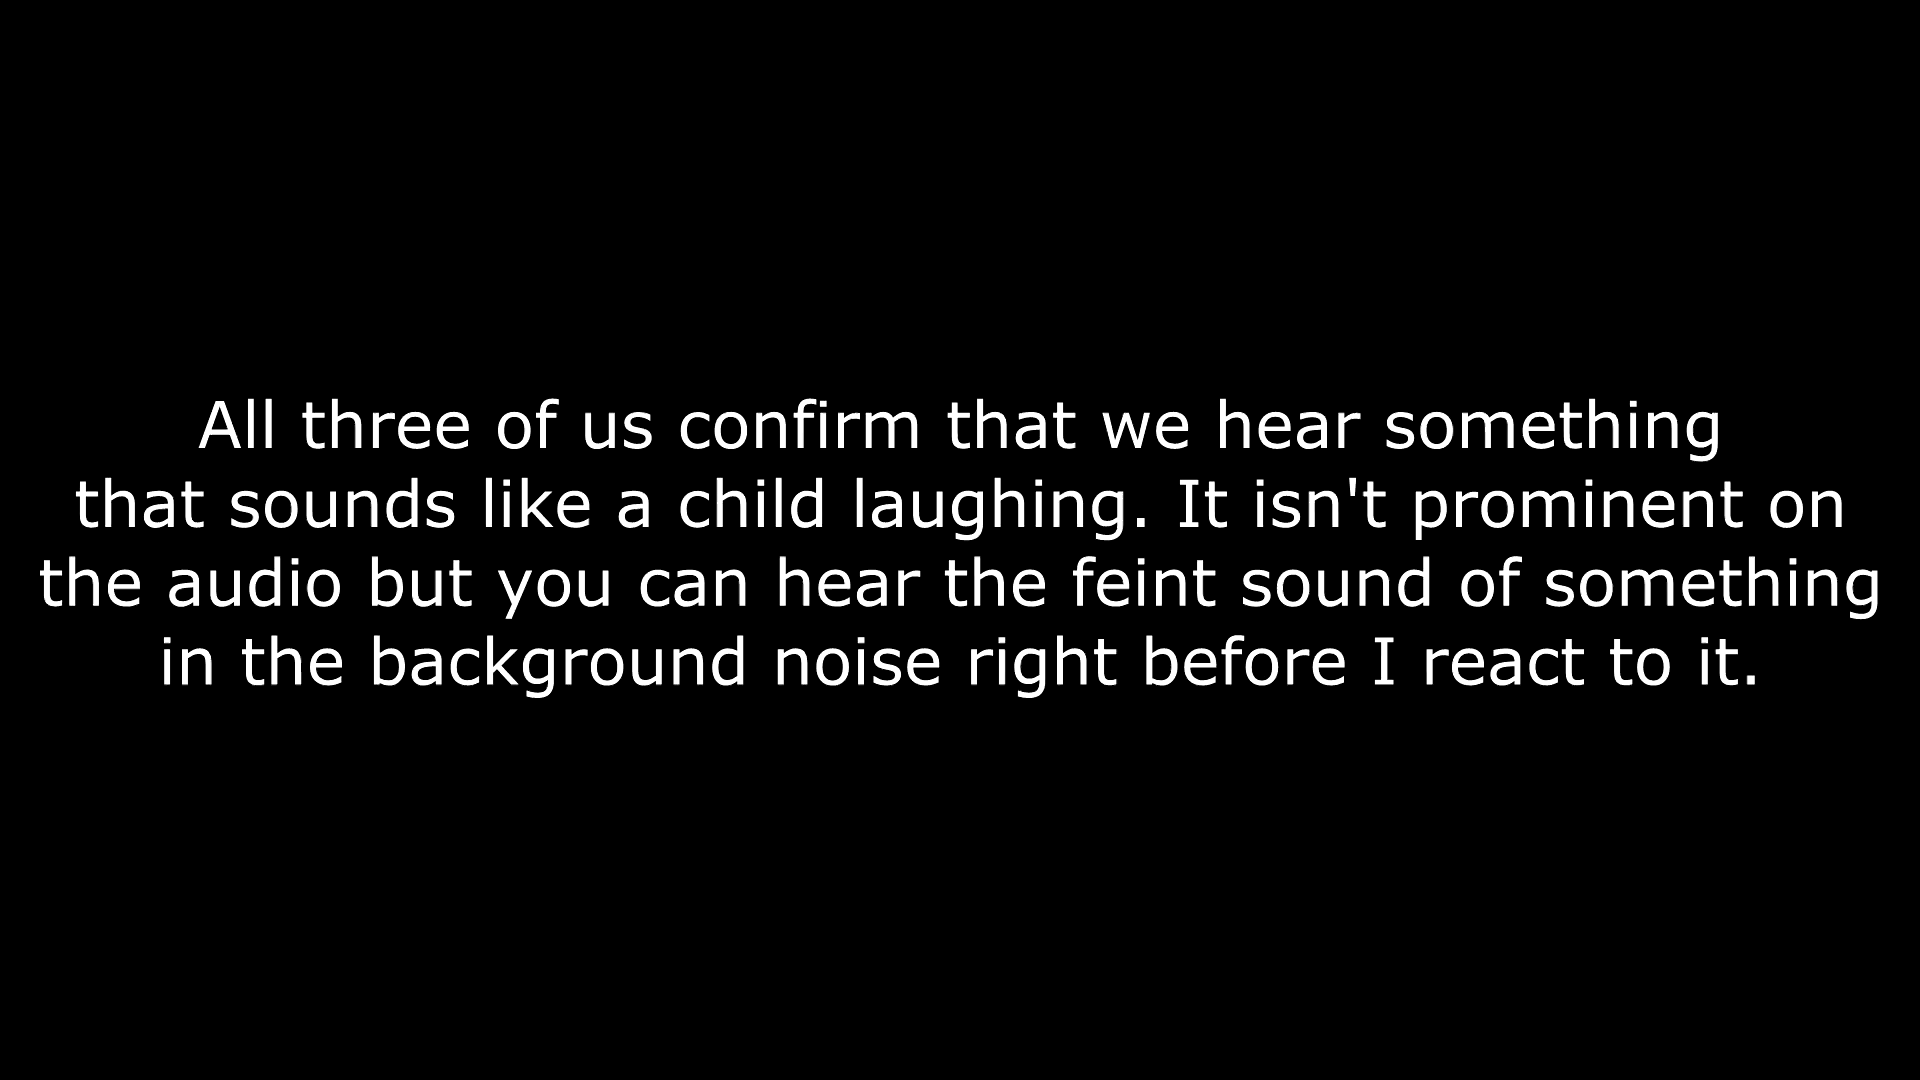 All three of us confirm that we hear something
that sounds like a child laughing. It isn't prominent on
the audio but you can hear the feint sound of something
in the background noise right before I react to it.